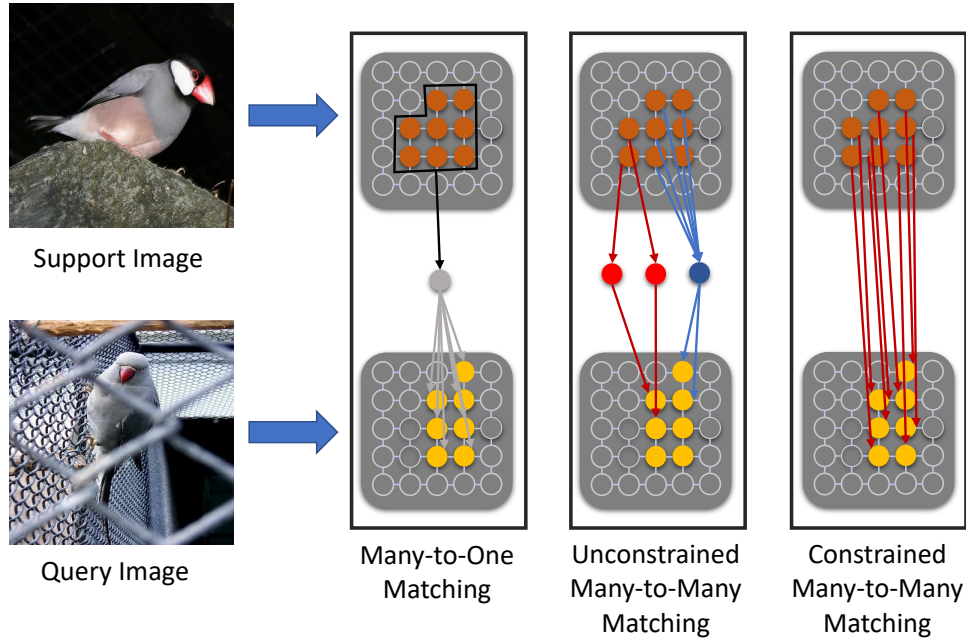 Support Image
Query Image
Many-to-One
Matching
Unconstrained
Many-to-Many
Matching
Constrained
Many-to-Many
Matching